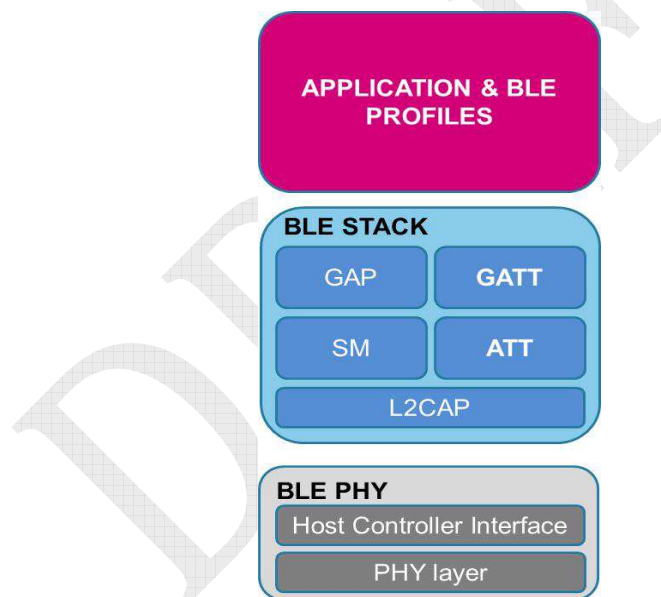 APPLICATION & BLE
PROFILES
BLE STACK
GAP
GATT
SM
ATT
L2CAP
BLE PHY
Host Controller Interface
PHY layer